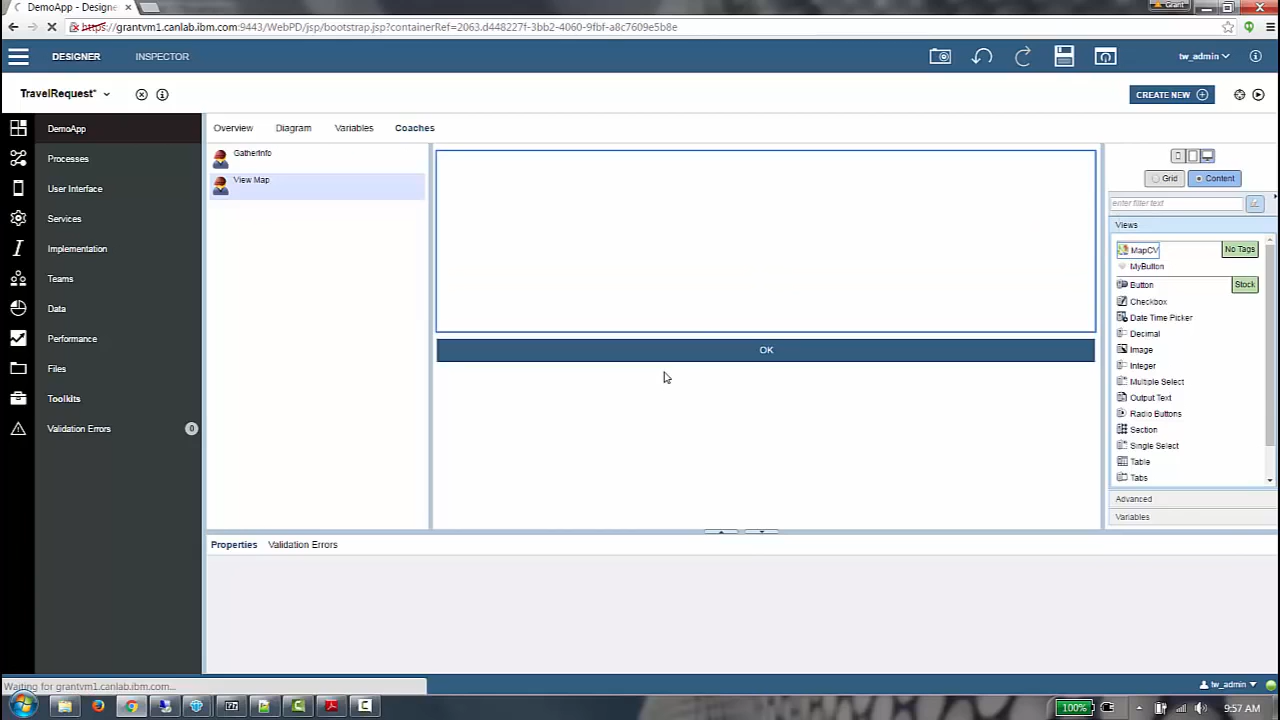 DemoApp - Designe
Grant
https://grantvm1.canlab.ibm.com:9443/WebPD/jsp/bootstrap.jsp?containerRef=2063.d448227f-3bb2-4060-9fbf-a8c7609e5b8e
DESIGNER
INSPECTOR
tw_admin
TravelRequest*
CREATE NEW
DemoApp
Processes
User Interface
Services
Implementation
Teams
Data
Performance
Files
Toolkits
Validation Errors
0
Overview
Diagram
Variables
Coaches
GatherInfo
View Map
OK
Grid
Content
enter filter text
Views
MapCV
No Tags
MyButton
Button
Stock
Checkbox
Date Time Picker
Decimal
Image
Integer
Multiple Select
Output Text
Radio Buttons
Section
Single Select
Table
Tabs
Advanced
Variables
Properties
Validation Errors
Waiting for grantvm1.canlab.ibm.com...
tw_admin
100%
9:57 AM